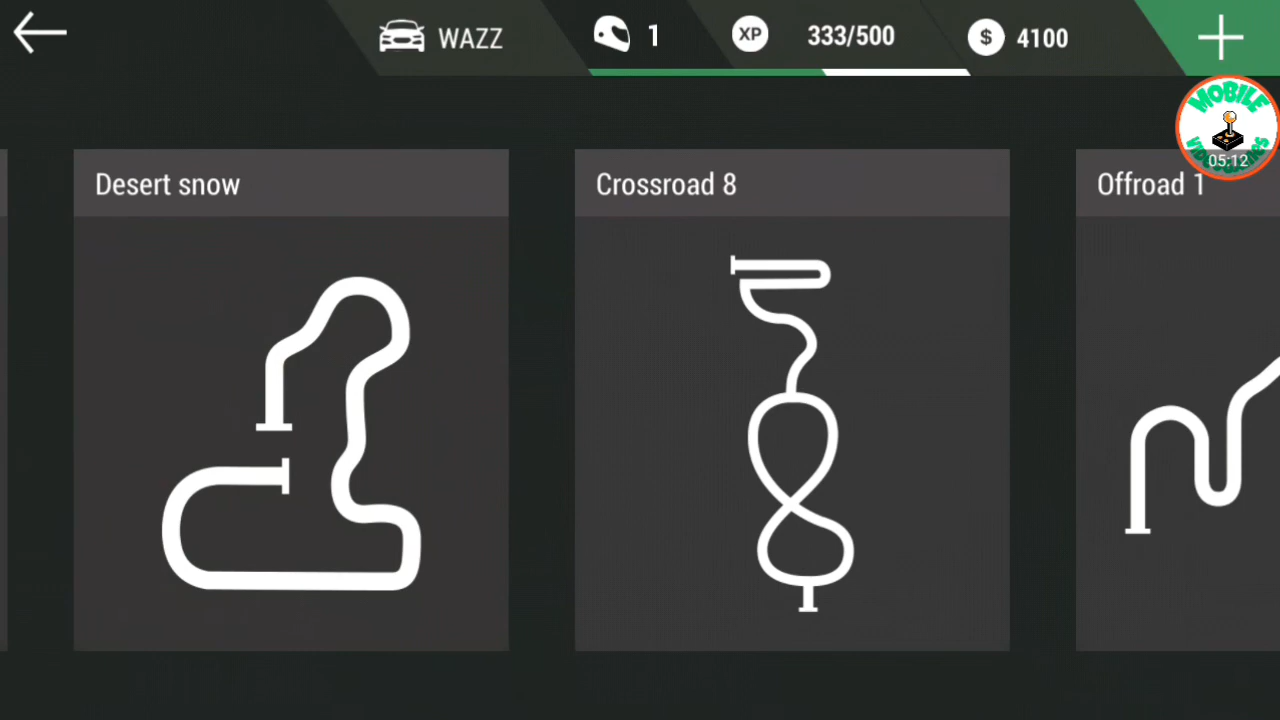 WAZZ
1
XP
333/500
$
4100
MOBILE
05:12
Desert snow
Crossroad 8
Offroad 1